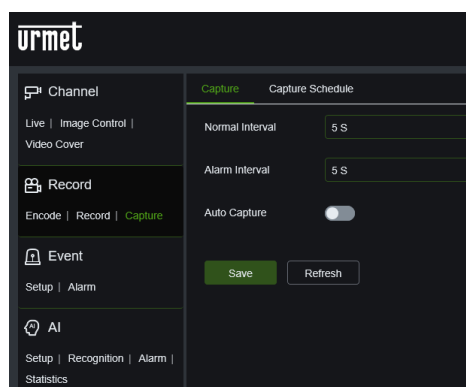 urmet
Channel
Live | Image Control |
Video Cover
Record
Encode | Record | Capture
Event
Setup | Alarm
AI
AI
Setup | Recognition | Alarm |
Statistics
Capture Capture Schedule
Normal Interval 5 S
Alarm Interval 5 S
Auto Capture
Save Refresh